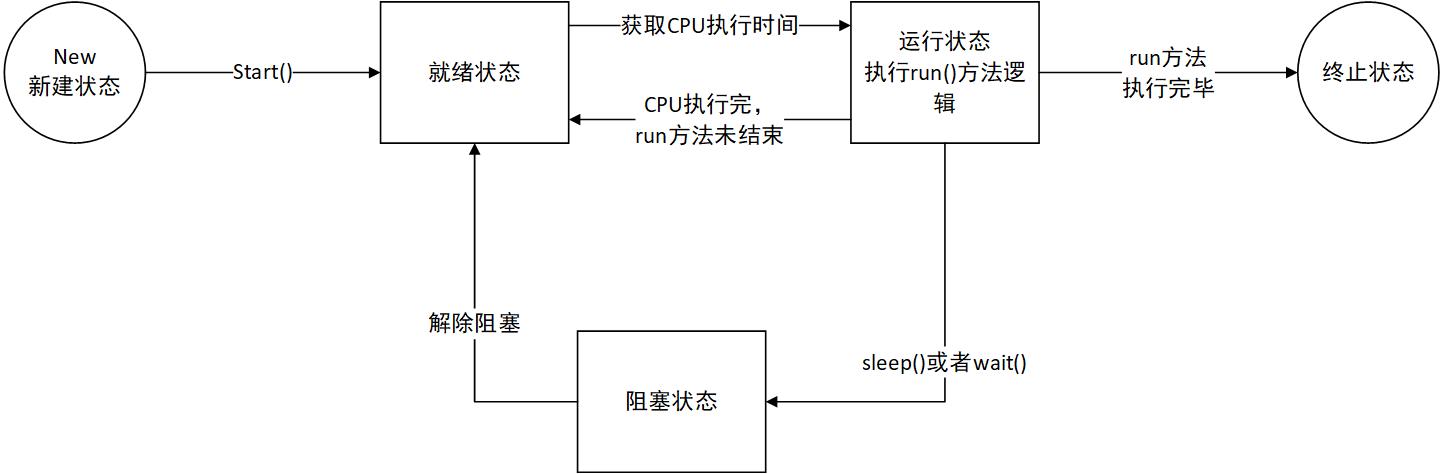 New
新建状态
Start()
就绪状态
获取CPU执行时间
CPU执行完，
run方法未结束
运行状态
执行run()方法逻
辑
run方法
执行完毕
终止状态
解除阻塞
阻塞状态
sleep()或者wait()